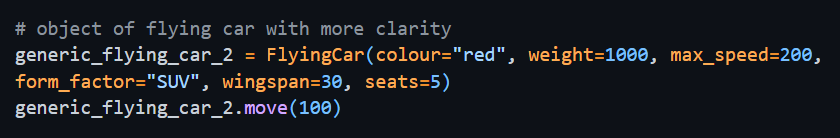 # object of flying car with more clarity
generic_flying_car_2 = FlyingCar(colour="red", weight=1000, max_speed=200,
form_factor="SUV", wingspan=30, seats=5)
generic_flying_car_2.move(100)